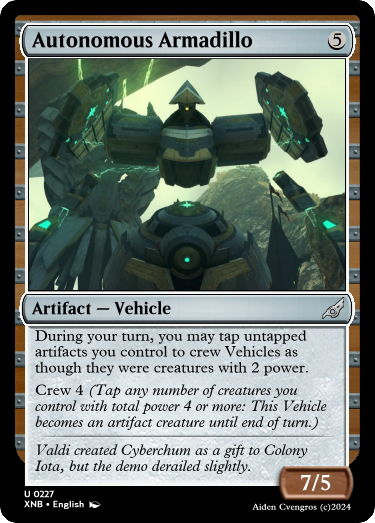 Autonomous Armadillo 5
Artifact — Vehicle
During your turn, you may tap untapped
artifacts you control to crew Vehicles as
though they were creatures with 2 power.
Crew 4 (Tap any number of creatures you
control with total power 4 or more: This Vehicle
becomes an artifact creature until end of turn.)
Valdi created Cyberchum as a gift to Colony
Iota, but the demo derailed slightly.
7/5
U 0227
XNB • English
Aiden Cvengros (c)2024